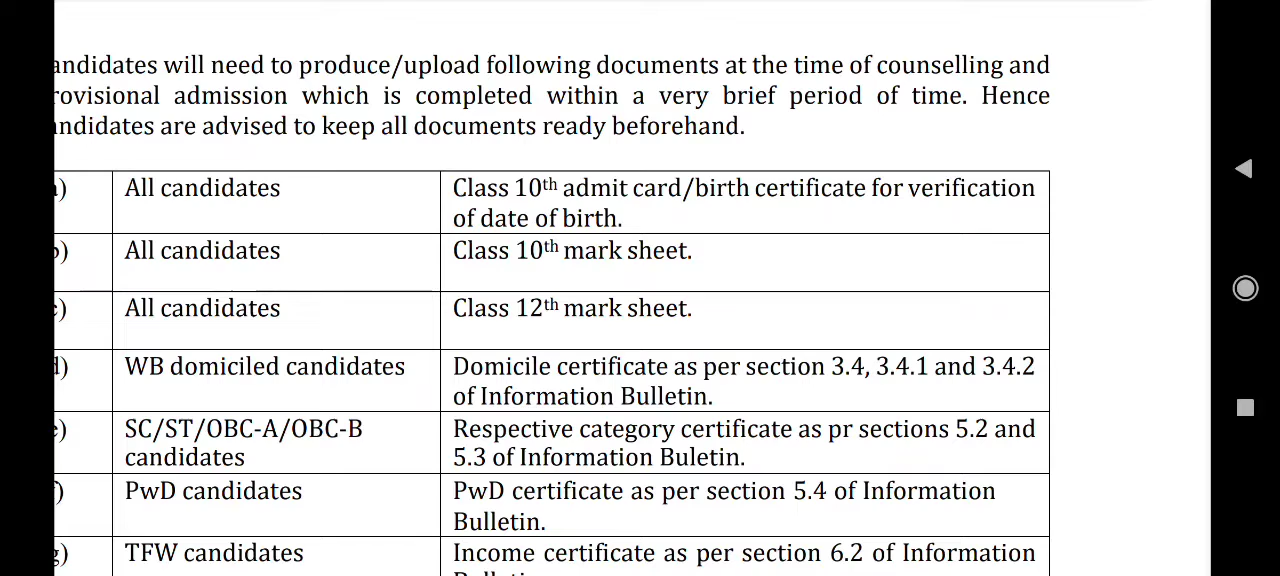 andidates will need to produce/upload following documents at the time of counselling and
rovisional admission which is completed within a very brief period of time. Hence
andidates are advised to keep all documents ready beforehand.
a) All candidates Class 10th admit card/birth certificate for verification
of date of birth.
b) All candidates Class 10th mark sheet.
c) All candidates Class 12th mark sheet.
d) WB domiciled candidates Domicile certificate as per section 3.4, 3.4.1 and 3.4.2
of Information Bulletin.
e) SC/ST/OBC-A/OBC-B Respective category certificate as pr sections 5.2 and
candidates 5.3 of Information Buletin.
f) PwD candidates PwD certificate as per section 5.4 of Information
Bulletin.
g) TFW candidates Income certificate as per section 6.2 of Information